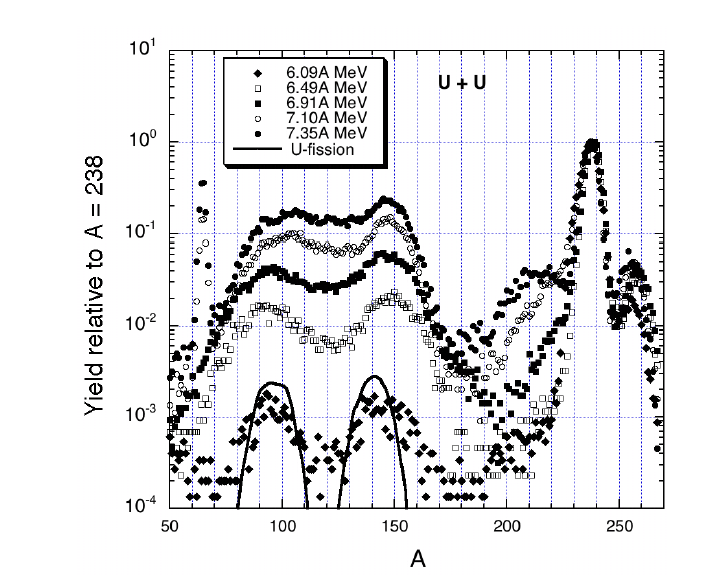 10^1
10^0
10^-1
10^-2
10^-3
10^-4
Yield relative to A = 238
6.09A MeV
6.49A MeV
6.91A MeV
7.10A MeV
7.35A MeV
U-fission
U + U
50
100
150
200
250
A